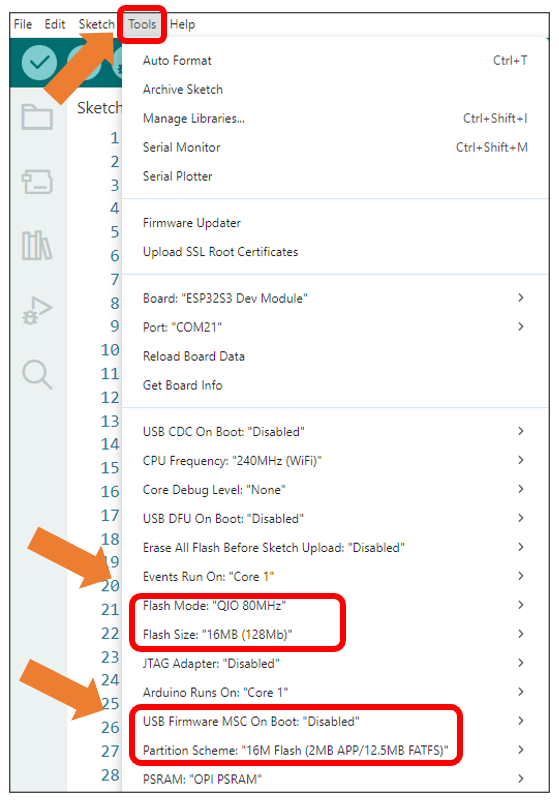 File Edit Sketch Tools Help
Sketch
Auto Format Ctrl+T
Archive Sketch
Manage Libraries... Ctrl+Shift+I
Serial Monitor Ctrl+Shift+M
Serial Plotter
Firmware Updater
Upload SSL Root Certificates
Board: "ESP32S3 Dev Module"
Port: "COM21"
Reload Board Data
Get Board Info
USB CDC On Boot: "Disabled"
CPU Frequency: "240MHz (WiFi)"
Core Debug Level: "None"
USB DFU On Boot: "Disabled"
Erase All Flash Before Sketch Upload: "Disabled"
Events Run On: "Core 1"
Flash Mode: "QIO 80MHz"
Flash Size: "16MB (128Mb)"
JTAG Adapter: "Disabled"
Arduino Runs On: "Core 1"
USB Firmware MSC On Boot: "Disabled"
Partition Scheme: "16M Flash (2MB APP/12.5MB FATFS)"
PSRAM: "OPI PSRAM"
1
2
3
4
5
6
7
8
9
10
11
12
13
14
15
16
17
18
19
20
21
22
23
24
25
26
27
28